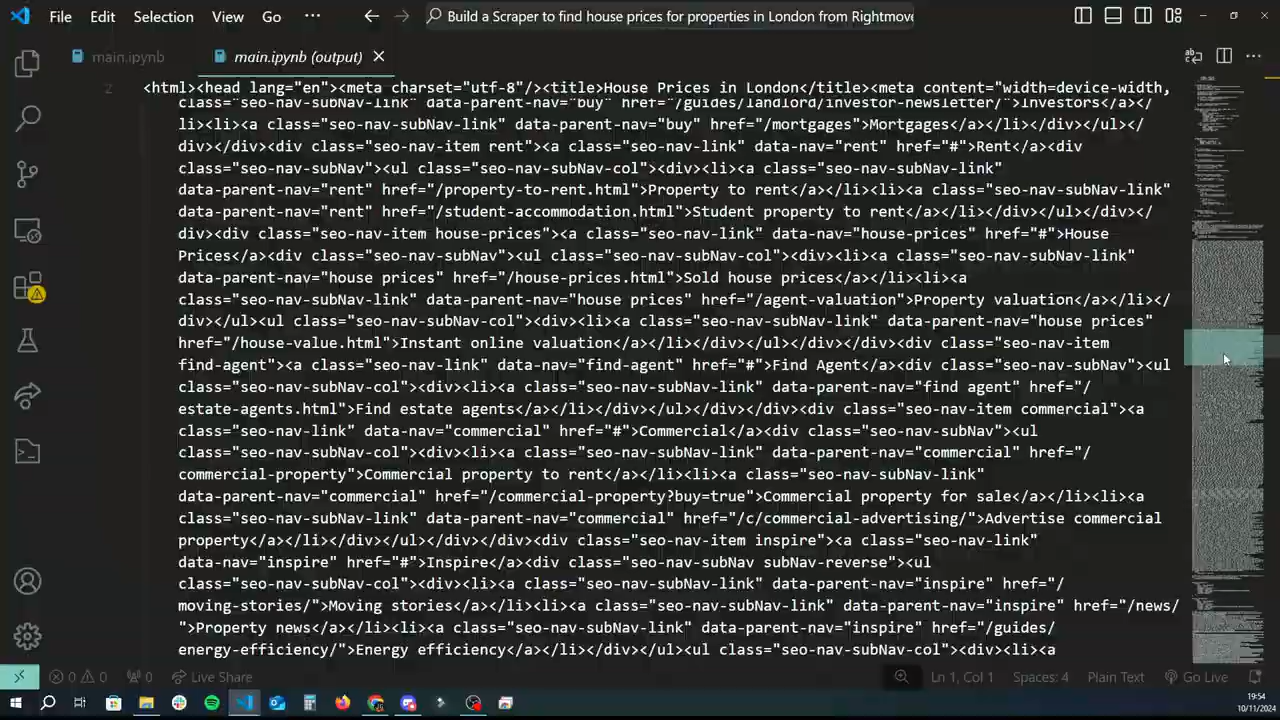 File Edit Selection View Go ··· Build a Scraper to find house prices for properties in London from Rightmove
main.ipynb main.ipynb (output)
2 <html><head lang="en"><meta charset="utf-8"/><title>House Prices in London</title><meta content="width=device-width,
li><li><a class="seo-nav-subNav-link" data-parent-nav="buy" href="/mortgages">Mortgage</a></li></div></ul></
div></div><div class="seo-nav-item rent"><a class="seo-nav-link" data-nav="rent" href="#">Rent</a><div
class="seo-nav-subNav"><ul class="seo-nav-subNav-col"><div><li><a class="seo-nav-subNav-link"
data-parent-nav="rent" href="/property-to-rent.html">Property to rent</a></li><li><a class="seo-nav-subNav-link"
data-parent-nav="rent" href="/student-accommodation.html">Student property to rent</a></li></div></ul></div></
div><div class="seo-nav-item house-prices"><a class="seo-nav-link" data-nav="house-prices" href="#">House
Prices</a><div class="seo-nav-subNav"><ul class="seo-nav-subNav-col"><div><li><a class="seo-nav-subNav-link"
data-parent-nav="house prices" href="/house-prices.html">Sold house prices</a></li><li><a
class="seo-nav-subNav-link" data-parent-nav="house prices" href="/agent-valuation">Property valuation</a></li></
div></ul><ul class="seo-nav-subNav-col"><div><li><a class="seo-nav-subNav-link" data-parent-nav="house prices"
href="/house-value.html">Instant online valuation</a></li></div></ul></div></div><div class="seo-nav-item
find-agent"><a class="seo-nav-link" data-nav="find-agent" href="#">Find Agent</a><div class="seo-nav-subNav"><ul
class="seo-nav-subNav-col"><div><li><a class="seo-nav-subNav-link" data-parent-nav="find agent" href="/
estate-agents.html">Find estate agents</a></li></div></ul></div></div><div class="seo-nav-item commercial"><a
class="seo-nav-link" data-nav="commercial" href="#">Commercial</a><div class="seo-nav-subNav"><ul
class="seo-nav-subNav-col"><div><li><a class="seo-nav-subNav-link" data-parent-nav="commercial" href="/
commercial-property">Commercial property to rent</a></li><li><a class="seo-nav-subNav-link"
data-parent-nav="commercial" href="/commercial-property?buy=true">Commercial property for sale</a></li><li><a
class="seo-nav-subNav-link" data-parent-nav="commercial" href="/c/commercial-advertising/">Advertise commercial
property</a></li></div></ul></div></div><div class="seo-nav-item inspire"><a class="seo-nav-link"
data-nav="inspire" href="#">Inspire</a><div class="seo-nav-subNav subNav-reverse"><ul
class="seo-nav-subNav-col"><div><li><a class="seo-nav-subNav-link" data-parent-nav="inspire" href="/
moving-stories/">Moving stories</a></li><li><a class="seo-nav-subNav-link" data-parent-nav="inspire" href="/news/
">Property news</a></li><li><a class="seo-nav-subNav-link" data-parent-nav="inspire" href="/guides/
energy-efficiency/">Energy efficiency</a></li></div></ul><ul class="seo-nav-subNav-col"><div><li><a
0 0 0 Live Share Ln 1, Col 1 Spaces: 4 Plain Text Go Live
19:54
10/11/2024